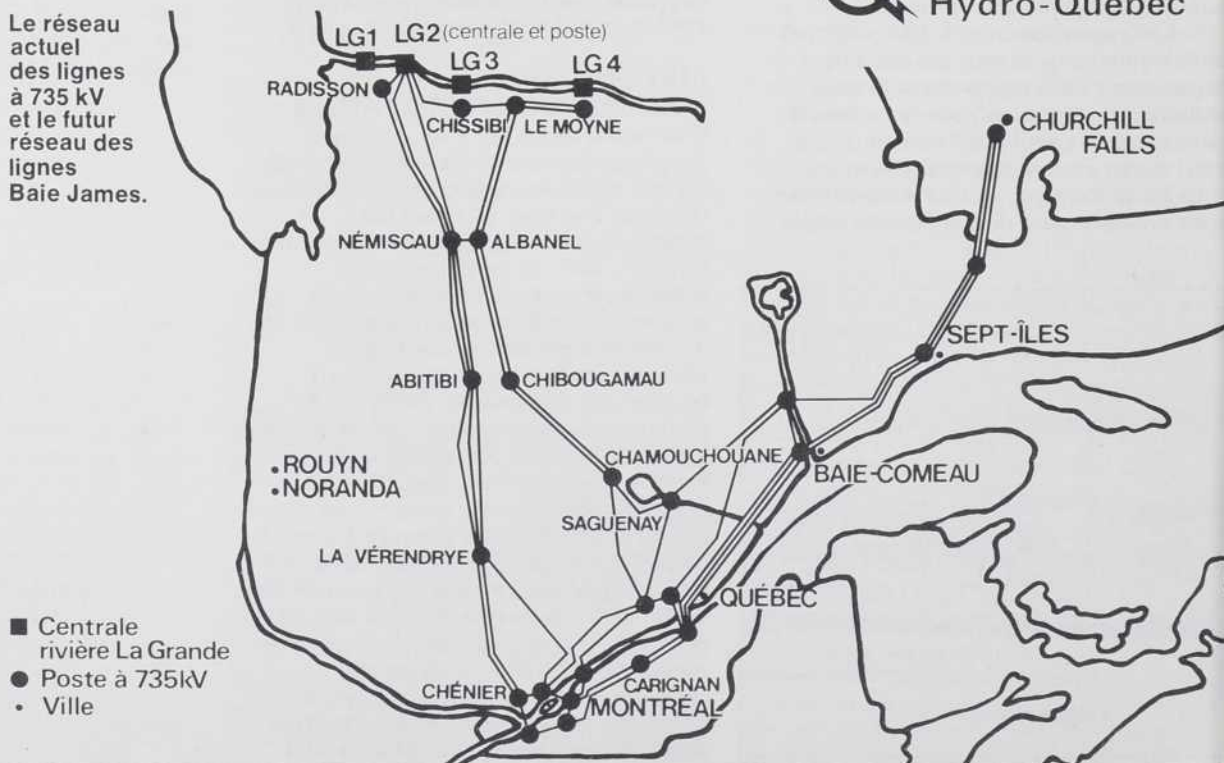 Le réseau
actuel
des lignes
à 735 kV
et le futur
réseau des
lignes
Baie James.
Hydro-Québec
LG1
LG2 (centrale et poste)
LG3
LG4
RADISSON
CHISSIBI
LE MOYNE
CHURCHILL
FALLS
NÉMISCAU
ALBANEL
SEPT-ÎLES
ABITIBI
CHIBOUGAMAU
CHAMOUCHOUANE
BAIE-COMEAU
ROUYN
NORANDA
SAGUENAY
LA VÉRENDRYE
QUÉBEC
CHÉNIER
CARIGNAN
MONTRÉAL
Centrale
rivière La Grande
Poste à 735kV
Ville